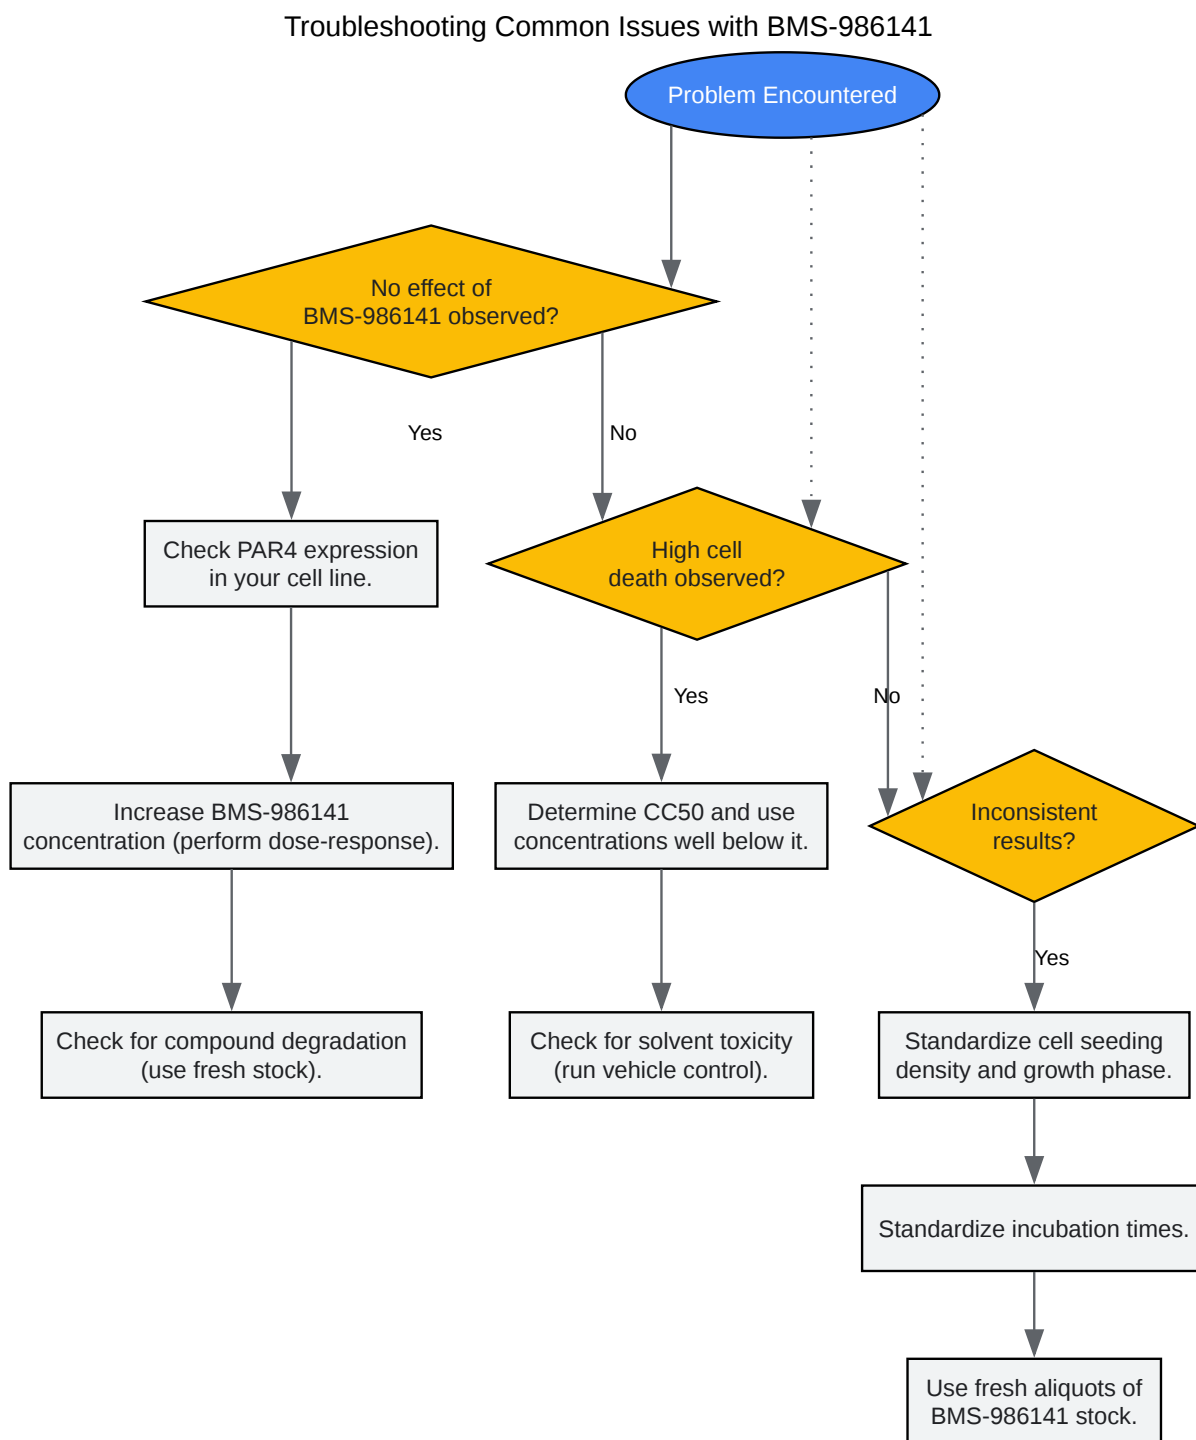 Troubleshooting Common Issues with BMS-986141
Problem Encountered
No effect of
BMS-986141 observed?
Yes
No
Check PAR4 expression
in your cell line.
High cell
death observed?
Yes
No
Increase BMS-986141
concentration (perform dose-response).
Determine CC50 and use
concentrations well below it.
Inconsistent
results?
Yes
Check for compound degradation
(use fresh stock).
Check for solvent toxicity
(run vehicle control).
Standardize cell seeding
density and growth phase.
Standardize incubation times.
Use fresh aliquots of
BMS-986141 stock.